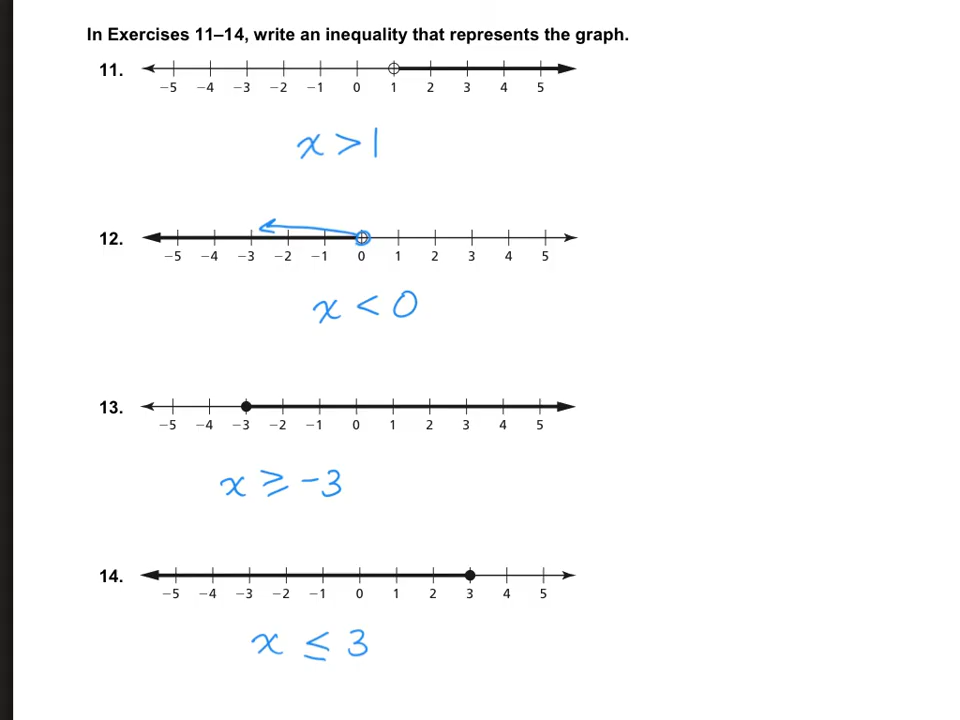 In Exercises 11–14, write an inequality that represents the graph.
11.
−5 −4 −3 −2 −1 0 1 2 3 4 5
x > 1
12.
−5 −4 −3 −2 −1 0 1 2 3 4 5
x < 0
13.
−5 −4 −3 −2 −1 0 1 2 3 4 5
x ≥ −3
14.
−5 −4 −3 −2 −1 0 1 2 3 4 5
x ≤ 3